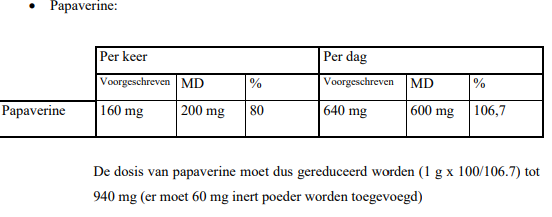 • Papaverine:
Per keer Per dag
Voorgeschreven MD % Voorgeschreven MD %
Papaverine 160 mg 200 mg 80 640 mg 600 mg 106,7
De dosis van papaverine moet dus gereduceerd worden (1 g x 100/106.7) tot
940 mg (er moet 60 mg inert poeder worden toegevoegd)